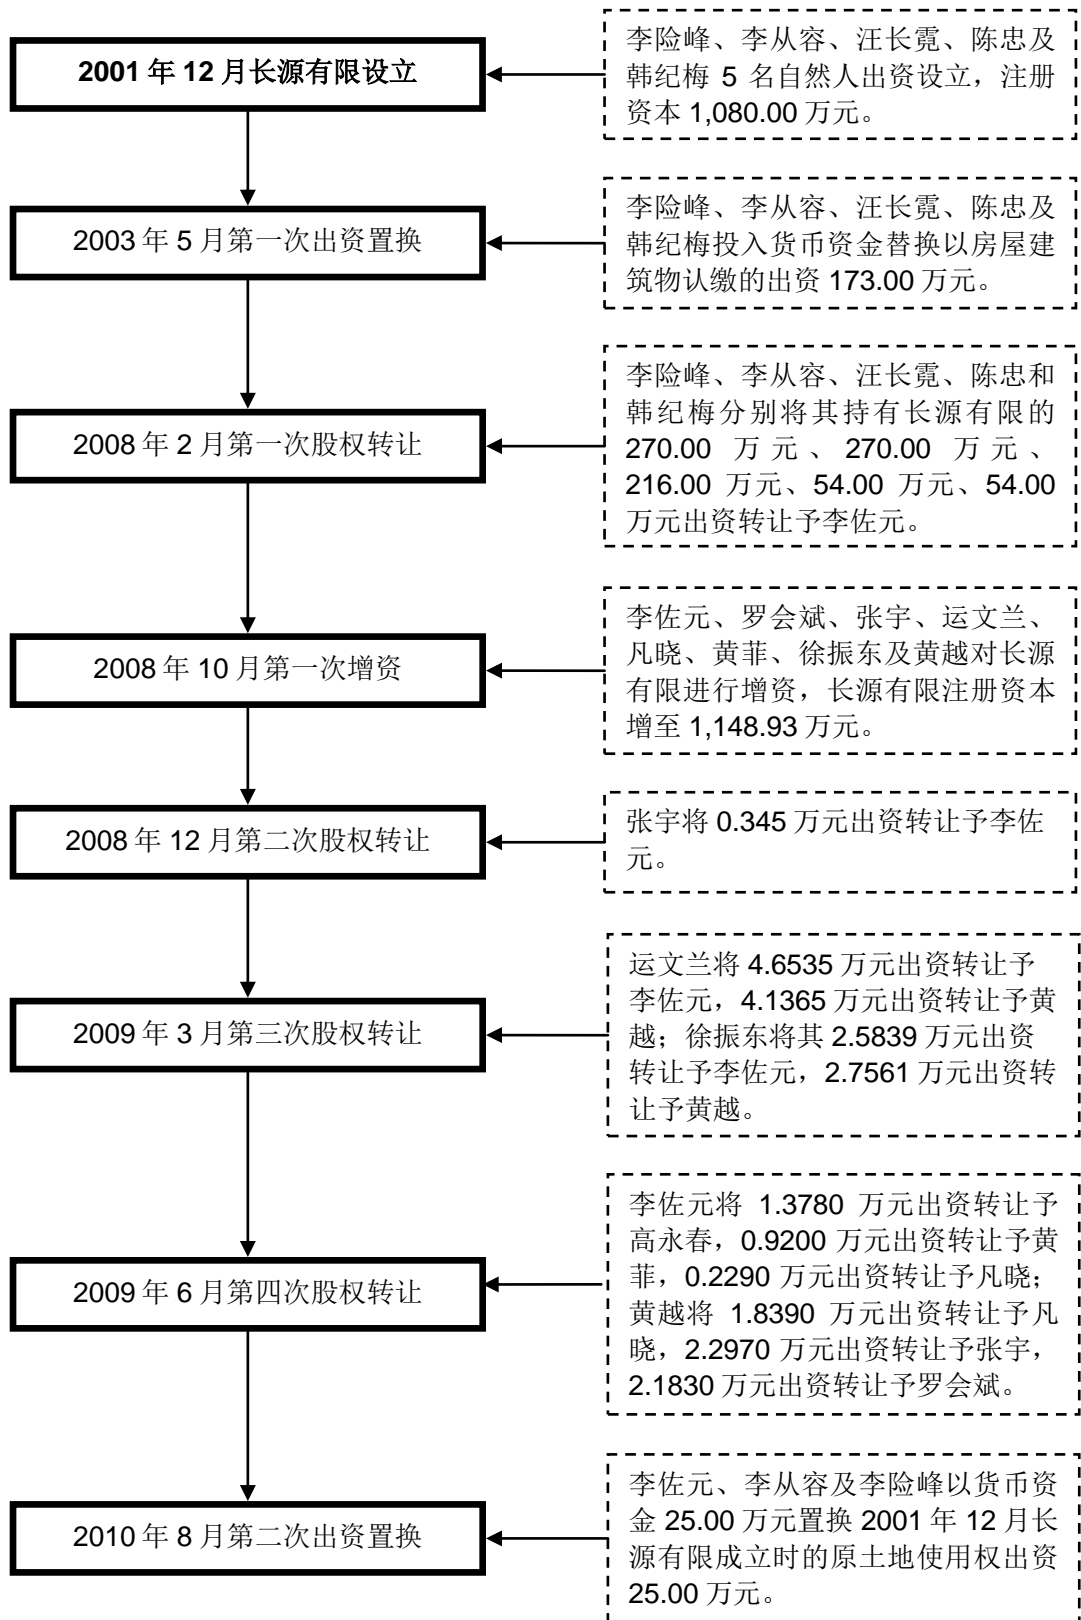 李险峰、李从容、汪长霓、陈忠及
韩纪梅 5 名自然人出资设立，注册
资本 1,080.00 万元。
2001 年 12 月长源有限设立
李险峰、李从容、汪长霓、陈忠及
韩纪梅投入货币资金替换以房屋建
筑物认缴的出资 173.00 万元。
2003 年 5 月第一次出资置换
李险峰、李从容、汪长霓、陈忠和
韩纪梅分别将其持有长源有限的
270.00 万元、270.00 万元、
216.00 万元、54.00 万元、54.00
万元出资转让予李佐元。
2008 年 2 月第一次股权转让
李佐元、罗会斌、张宇、运文兰、
凡晓、黄菲、徐振东及黄越对长源
有限进行增资，长源有限注册资本
增至 1,148.93 万元。
2008 年 10 月第一次增资
张宇将 0.345 万元出资转让予李佐
元。
2008 年 12 月第二次股权转让
运文兰将 4.6535 万元出资转让予
李佐元，4.1365 万元出资转让予黄
越；徐振东将其 2.5839 万元出资
转让予李佐元，2.7561 万元出资转
让予黄越。
2009 年 3 月第三次股权转让
李佐元将 1.3780 万元出资转让予
高永春，0.9200 万元出资转让予黄
菲，0.2290 万元出资转让予凡晓；
黄越将 1.8390 万元出资转让予凡
晓，2.2970 万元出资转让予张宇，
2.1830 万元出资转让予罗会斌。
2009 年 6 月第四次股权转让
李佐元、李从容及李险峰以货币资
金 25.00 万元置换 2001 年 12 月长
源有限成立时的原土地使用权出资
25.00 万元。
2010 年 8 月第二次出资置换